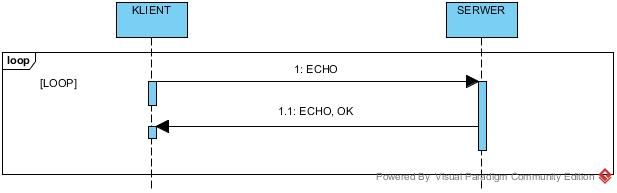 KLIENT
SERWER
loop
[LOOP]
1: ECHO
1.1: ECHO, OK
Powered By Visual Paradigm Community Edition